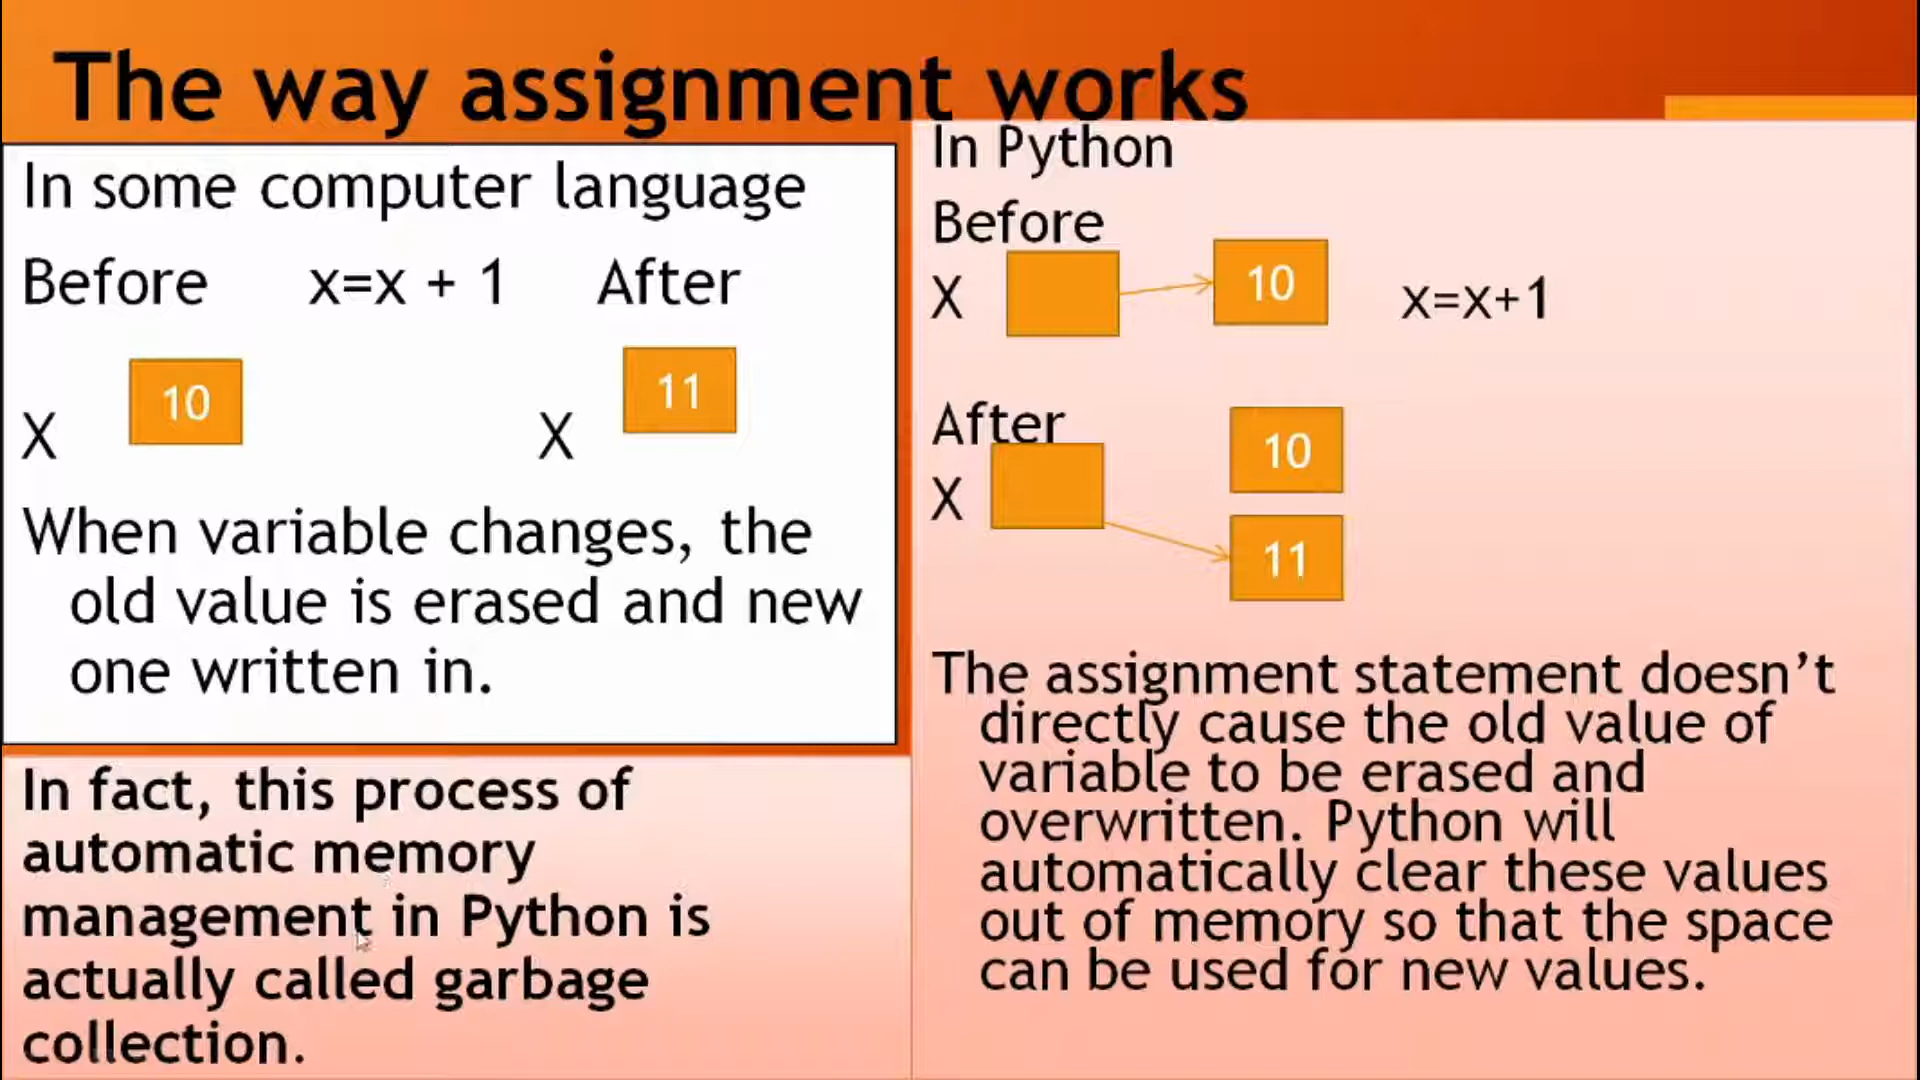 The way assignment works
In some computer language
Before x=x + 1 After
10 11
X X
When variable changes, the
old value is erased and new
one written in.
In fact, this process of
automatic memory
management in Python is
actually called garbage
collection.
In Python
Before
X 10 x=x+1
After
10
X
11
The assignment statement doesn’t
directly cause the old value of
variable to be erased and
overwritten. Python will
automatically clear these values
out of memory so that the space
can be used for new values.